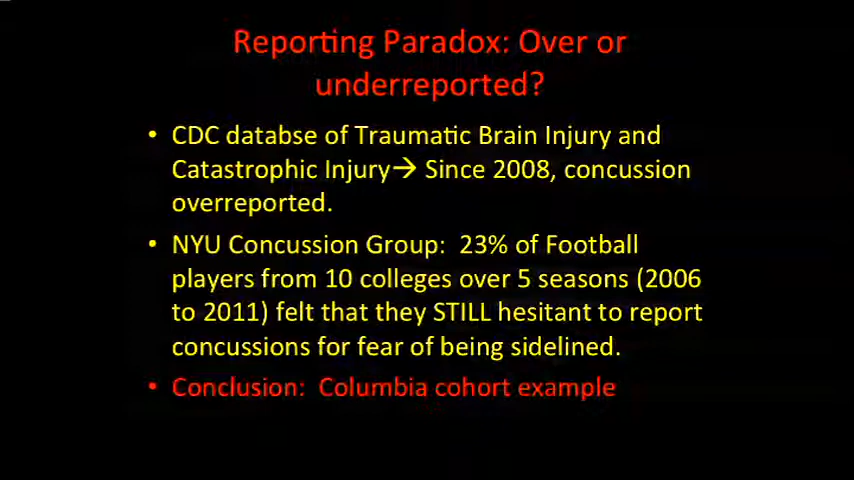 Reporting Paradox: Over or
underreported?
• CDC databse of Traumatic Brain Injury and
Catastrophic Injury→ Since 2008, concussion
overreported.
• NYU Concussion Group: 23% of Football
players from 10 colleges over 5 seasons (2006
to 2011) felt that they STILL hesitant to report
concussions for fear of being sidelined.
• Conclusion: Columbia cohort example